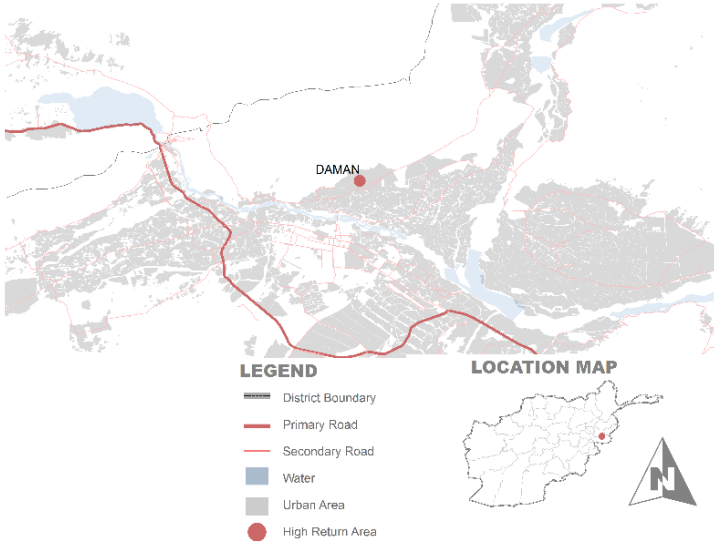 DAMAN
LEGEND
District Boundary
Primary Road
Secondary Road
Water
Urban Area
High Return Area
LOCATION MAP
N